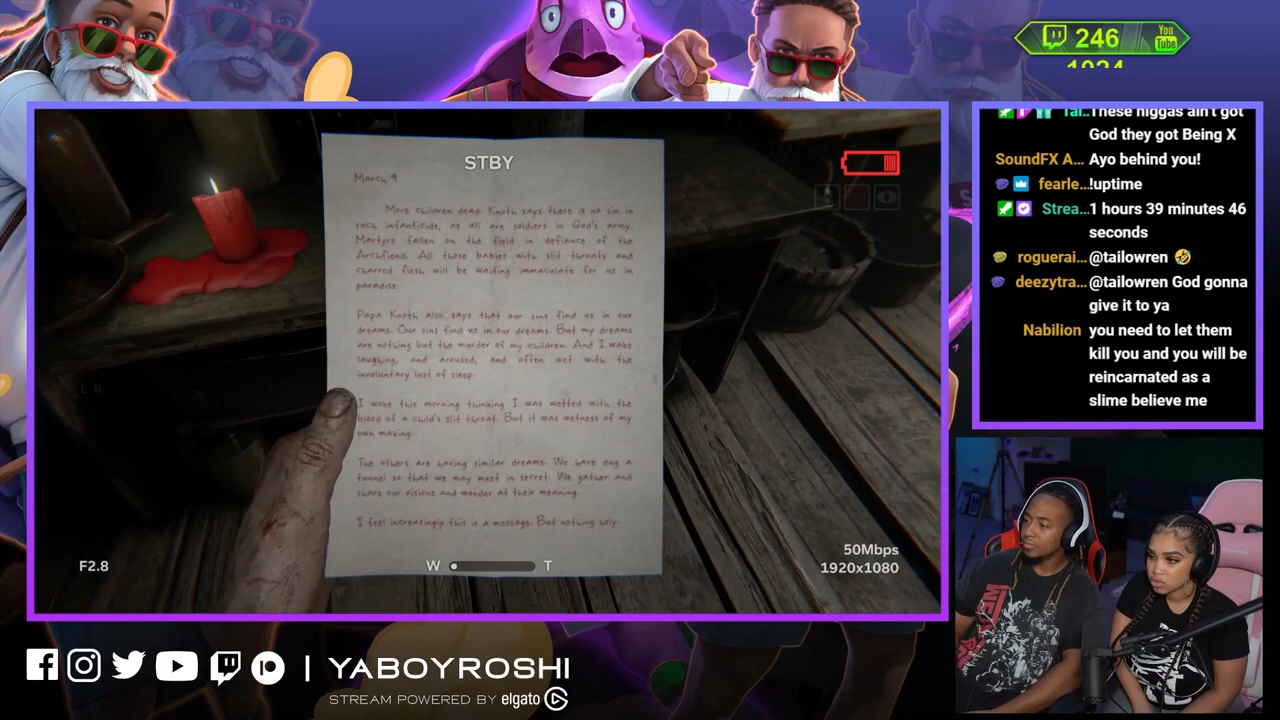 246
You
Tube
1024
STBY
March 9
More children dead. Knoth says there is no sin in
such infanticide, as all are soldiers in God's army.
Martyrs fallen on the field in defiance of the
Archfiend. All those babies with slit throats and
charred flesh will be waiting immaculate for us in
paradise.
Papa Knoth also says that our sins find us in our
dreams. Our sins find us in our dreams. But my dreams
are nothing but the murder of my children. And I wake
laughing, and aroused, and often wet with the
involuntary lust of sleep.
I woke this morning thinking I was wetted with the
blood of a child's slit throat. But it was wetness of my
own making.
The others are having similar dreams. We have dug a
tunnel so that we may meet in secret. We gather and
share our visions and wonder at their meaning.
I feel increasingly this is a message. But nothing holy.
L R
F2.8
W T
50Mbps
1920x1080
Tai.. These niggas ain't got
God they got Being X
SoundFX A... Ayo behind you!
fearle... !uptime
Strea... 1 hours 39 minutes 46
seconds
roguerai... @tailowren
deezytra... @tailowren God gonna
give it to ya
Nabilion you need to let them
kill you and you will be
reincarnated as a
slime believe me
| YABOYROSHI
STREAM POWERED BY elgato